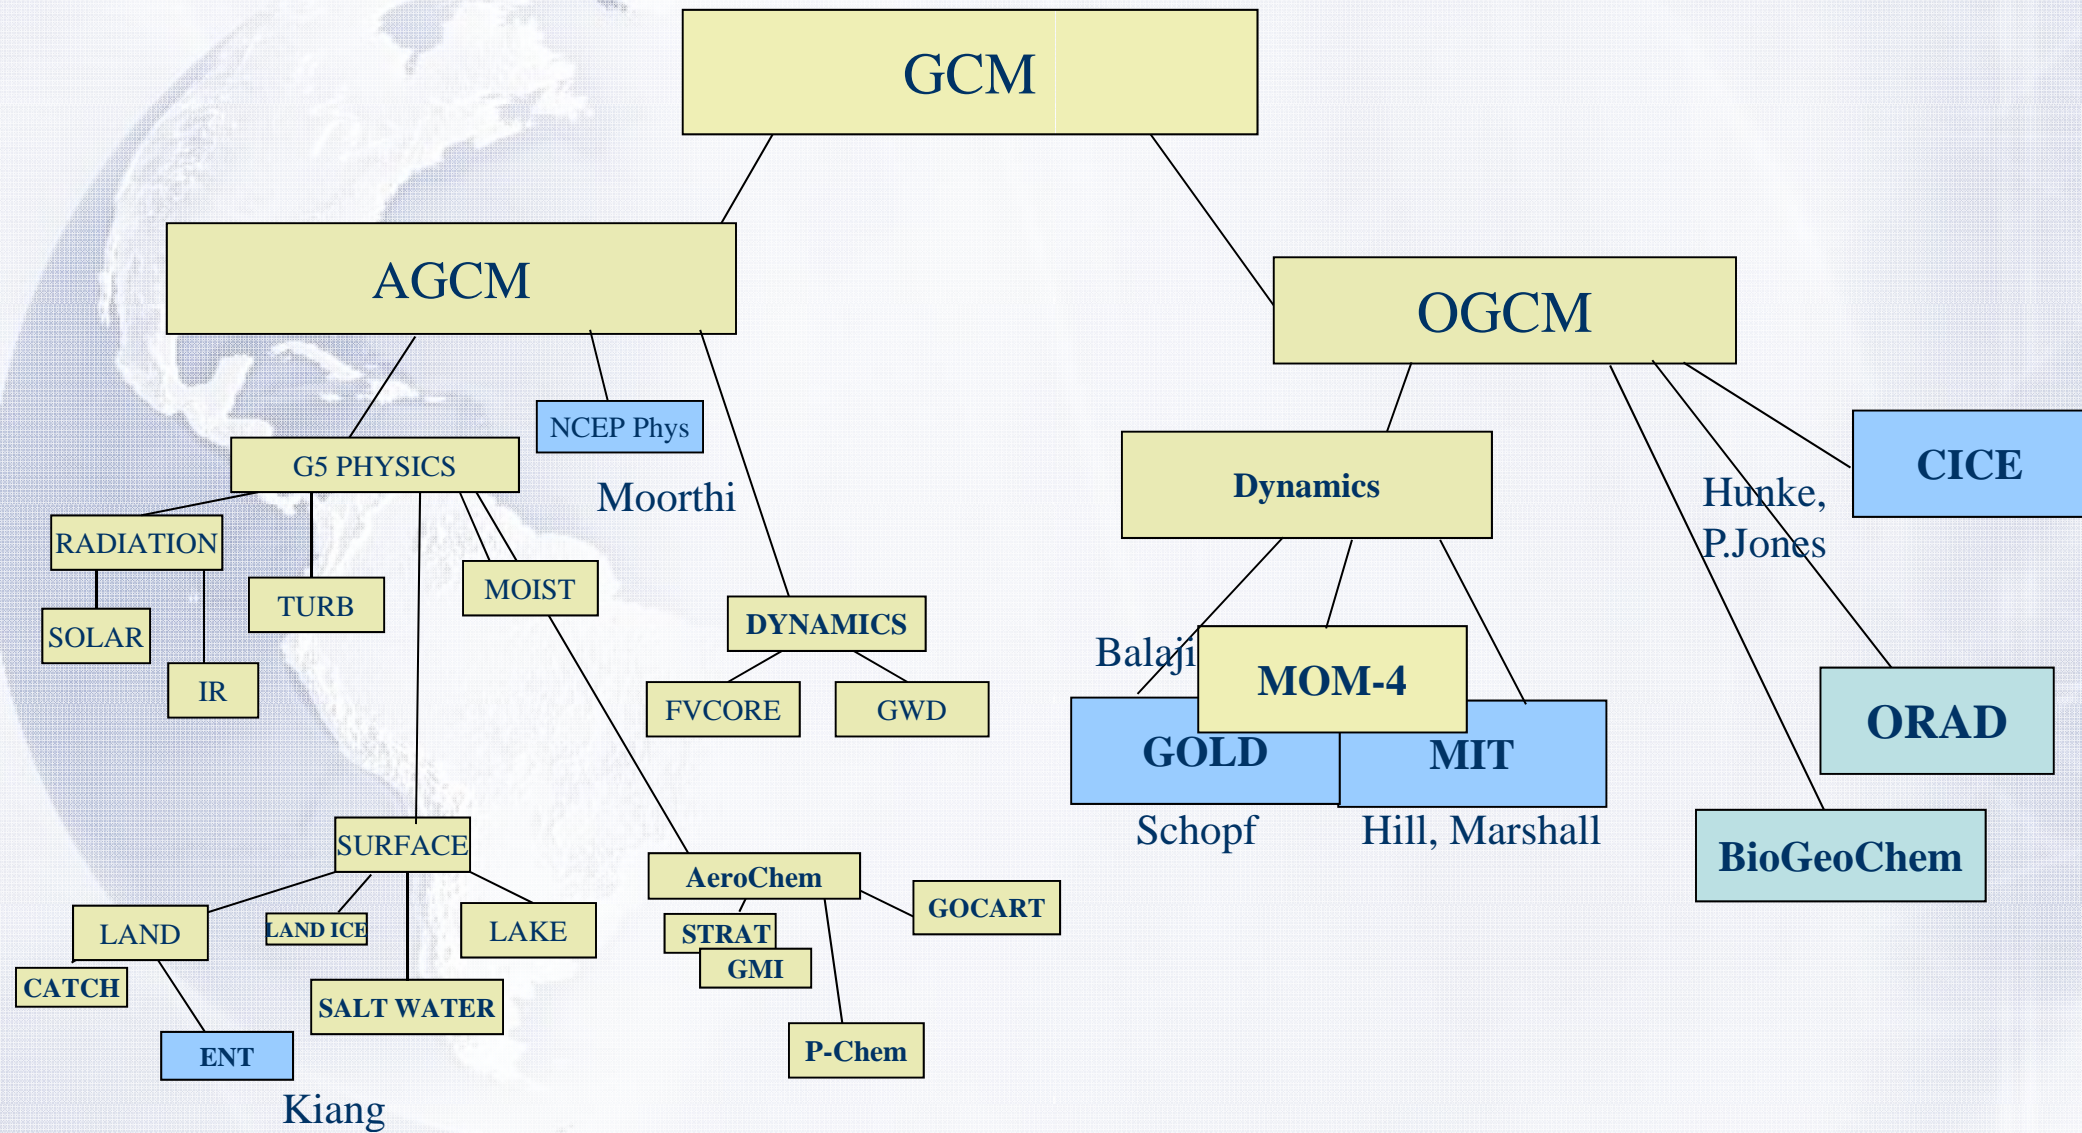 GCM
AGCM
OGCM
NCEP Phys
Moorthi
G5 PHYSICS
RADIATION
SOLAR
IR
TURB
MOIST
DYNAMICS
FVCORE
GWD
SURFACE
LAND
LAND ICE
LAKE
CATCH
SALT WATER
ENT
Kiang
AeroChem
STRAT
GMI
GOCART
P-Chem
Dynamics
Balaji
MOM-4
GOLD
MIT
Schopf
Hill, Marshall
Hunke,
P.Jones
CICE
ORAD
BioGeoChem